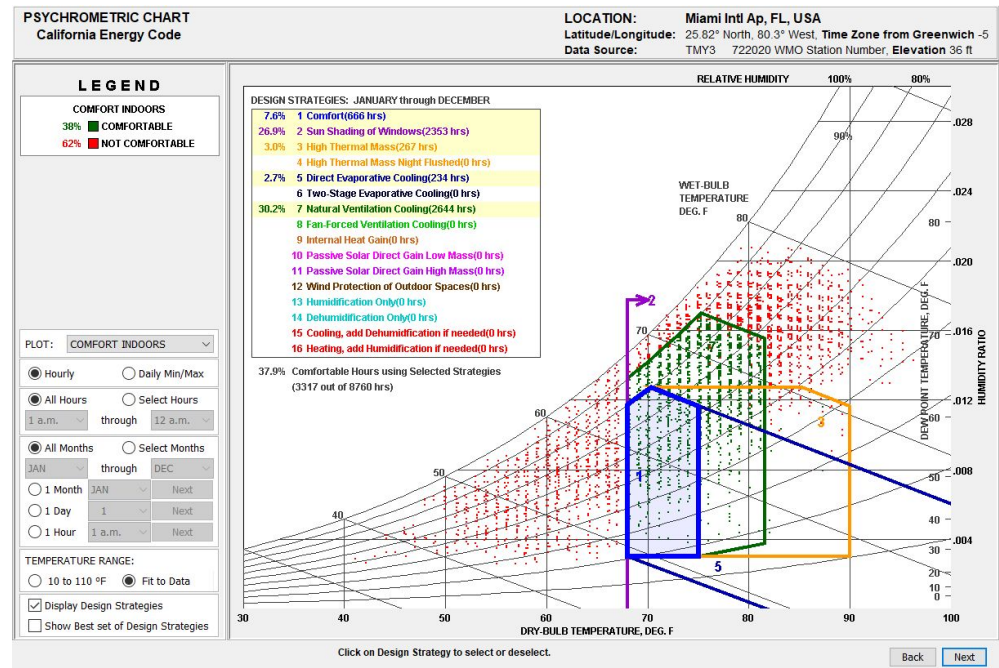 PSYCHROMETRIC CHART
California Energy Code
LOCATION: Miami Intl Ap, FL, USA
Latitude/Longitude: 25.82° North, 80.3° West, Time Zone from Greenwich -5
Data Source: TMY3 722020 WMO Station Number, Elevation 36 ft
LEGEND
COMFORT INDOORS
38% COMFORTABLE
62% NOT COMFORTABLE
PLOT: COMFORT INDOORS
Hourly Daily Min/Max
All Hours Select Hours
1 a.m. through 12 a.m.
All Months Select Months
JAN through DEC
1 Month JAN Next
1 Day 1 Next
1 Hour 1 a.m. Next
TEMPERATURE RANGE:
10 to 110 °F Fit to Data
Display Design Strategies
Show Best set of Design Strategies
RELATIVE HUMIDITY 100% 80%
DESIGN STRATEGIES: JANUARY through DECEMBER
7.6% 1 Comfort(666 hrs)
26.9% 2 Sun Shading of Windows(2353 hrs)
3.0% 3 High Thermal Mass(267 hrs)
4 High Thermal Mass Night Flushed(0 hrs)
2.7% 5 Direct Evaporative Cooling(234 hrs)
6 Two-Stage Evaporative Cooling(0 hrs)
30.2% 7 Natural Ventilation Cooling(2644 hrs)
8 Fan-Forced Ventilation Cooling(0 hrs)
9 Internal Heat Gain(0 hrs)
10 Passive Solar Direct Gain Low Mass(0 hrs)
11 Passive Solar Direct Gain High Mass(0 hrs)
12 Wind Protection of Outdoor Spaces(0 hrs)
13 Humidification Only(0 hrs)
14 Dehumidification Only(0 hrs)
15 Cooling, add Dehumidification if needed(0 hrs)
16 Heating, add Humidification if needed(0 hrs)
37.9% Comfortable Hours using Selected Strategies
(3317 out of 8760 hrs)
90%
WET-BULB
TEMPERATURE
DEG. F
80
70
60
50
40
2
7
3
1
5
.028
.024
.020
.016
.012
.008
.004
HUMIDITY RATIO
DEW POINT TEMPERATURE, DEG. F
80
70
60
50
40
30
20
10
0
30 40 50 60 70 80 90 100
DRY-BULB TEMPERATURE, DEG. F
Click on Design Strategy to select or deselect.
Back Next